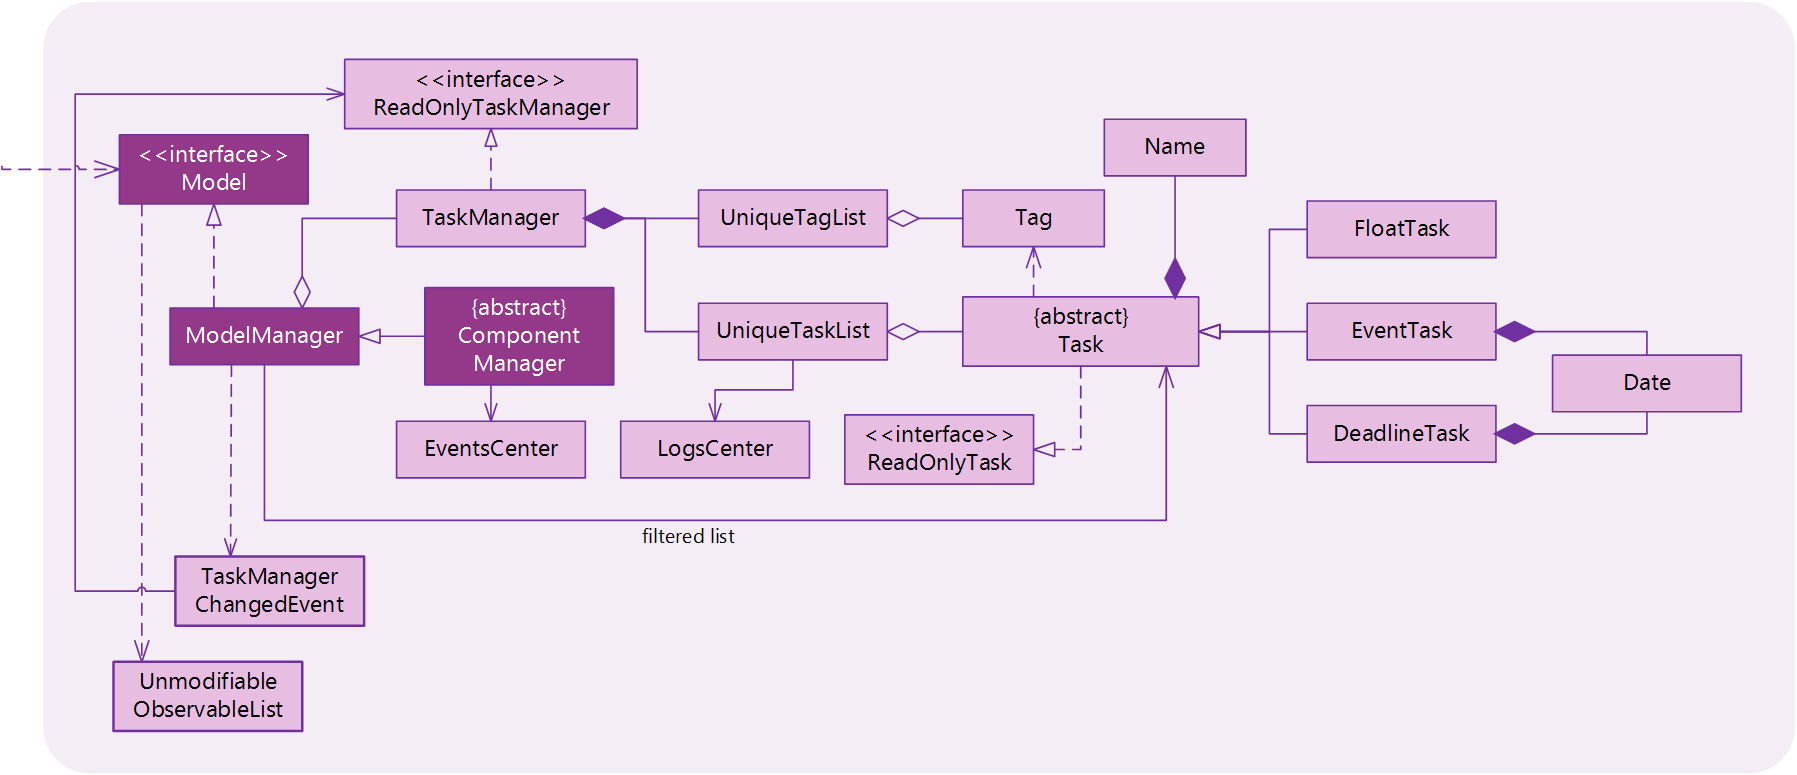 <<interface>>
ReadOnlyTaskManager
<<interface>>
Model
Name
TaskManager
UniqueTagList
Tag
FloatTask
ModelManager
{abstract}
Component
Manager
UniqueTaskList
{abstract}
Task
EventTask
Date
EventsCenter
LogsCenter
<<interface>>
ReadOnlyTask
DeadlineTask
filtered list
TaskManager
ChangedEvent
Unmodifiable
ObservableList